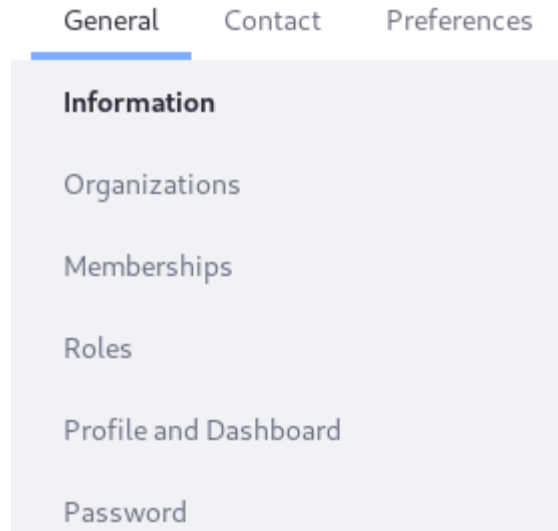 General Contact Preferences
Information
Organizations
Memberships
Roles
Profile and Dashboard
Password